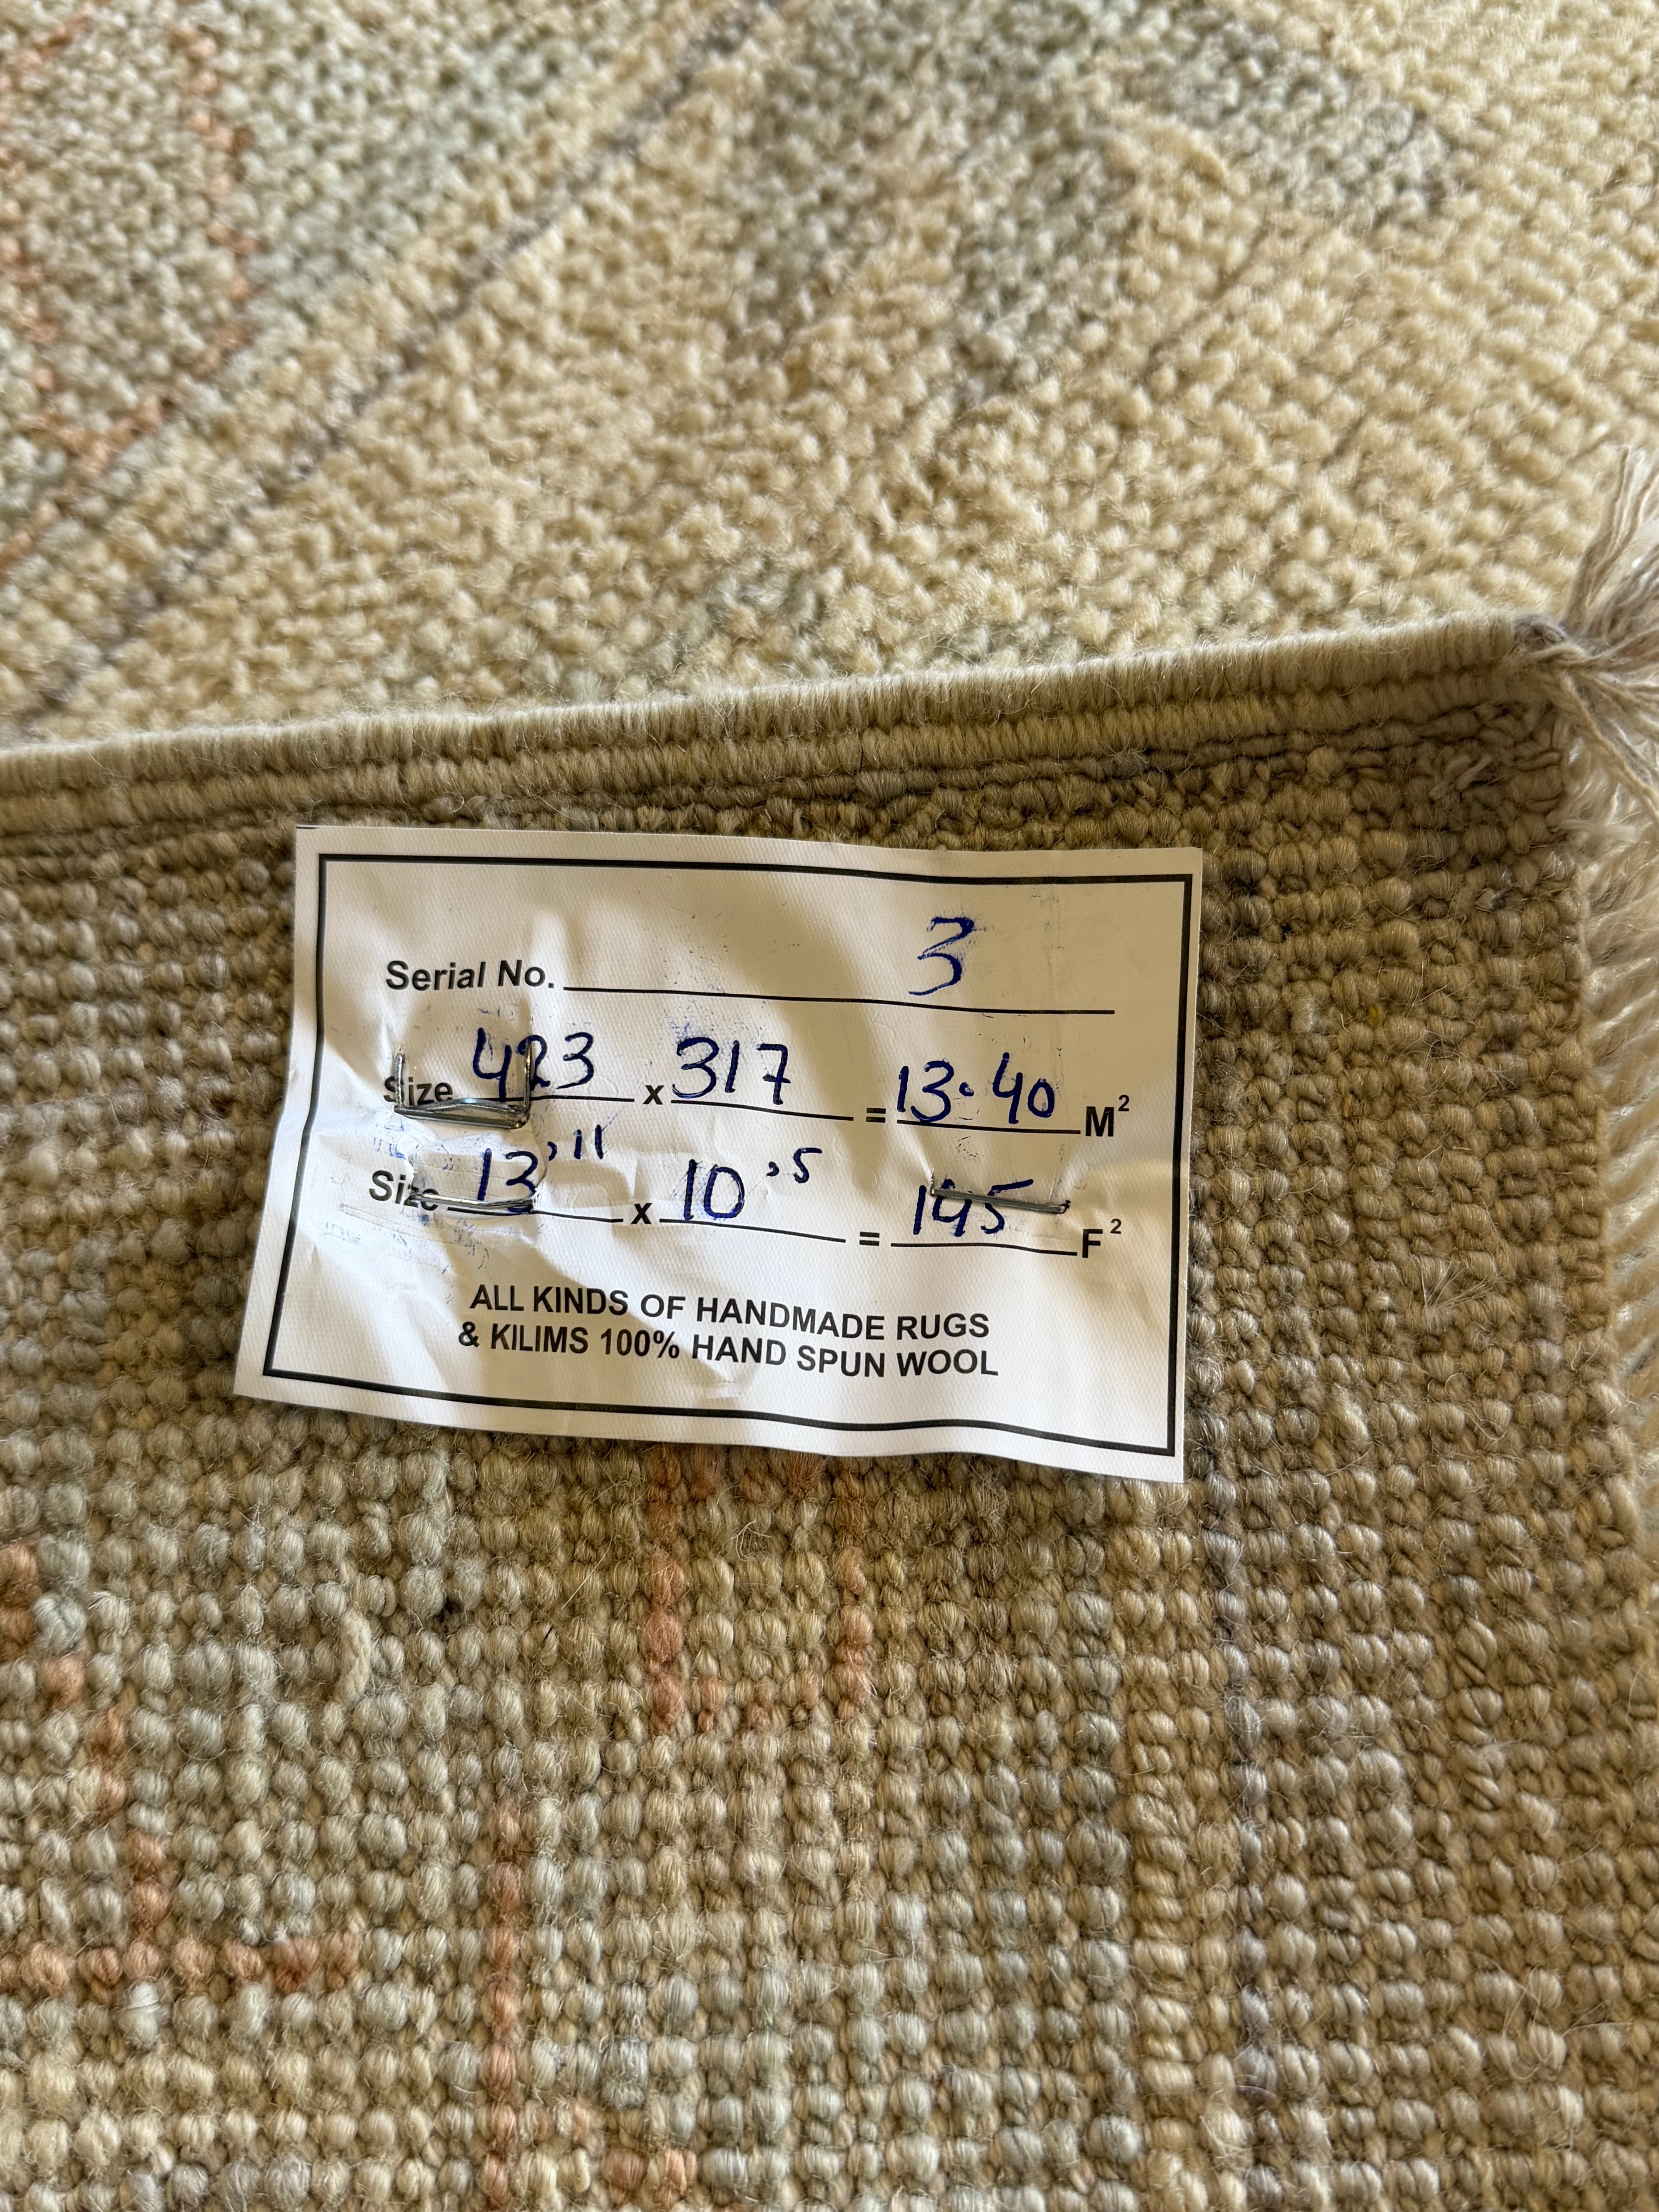 Serial No. 3
Size 423 x 317 = 13.40 M²
Size 13'11 x 10'5 = 145 F²
ALL KINDS OF HANDMADE RUGS
& KILIMS 100% HAND SPUN WOOL